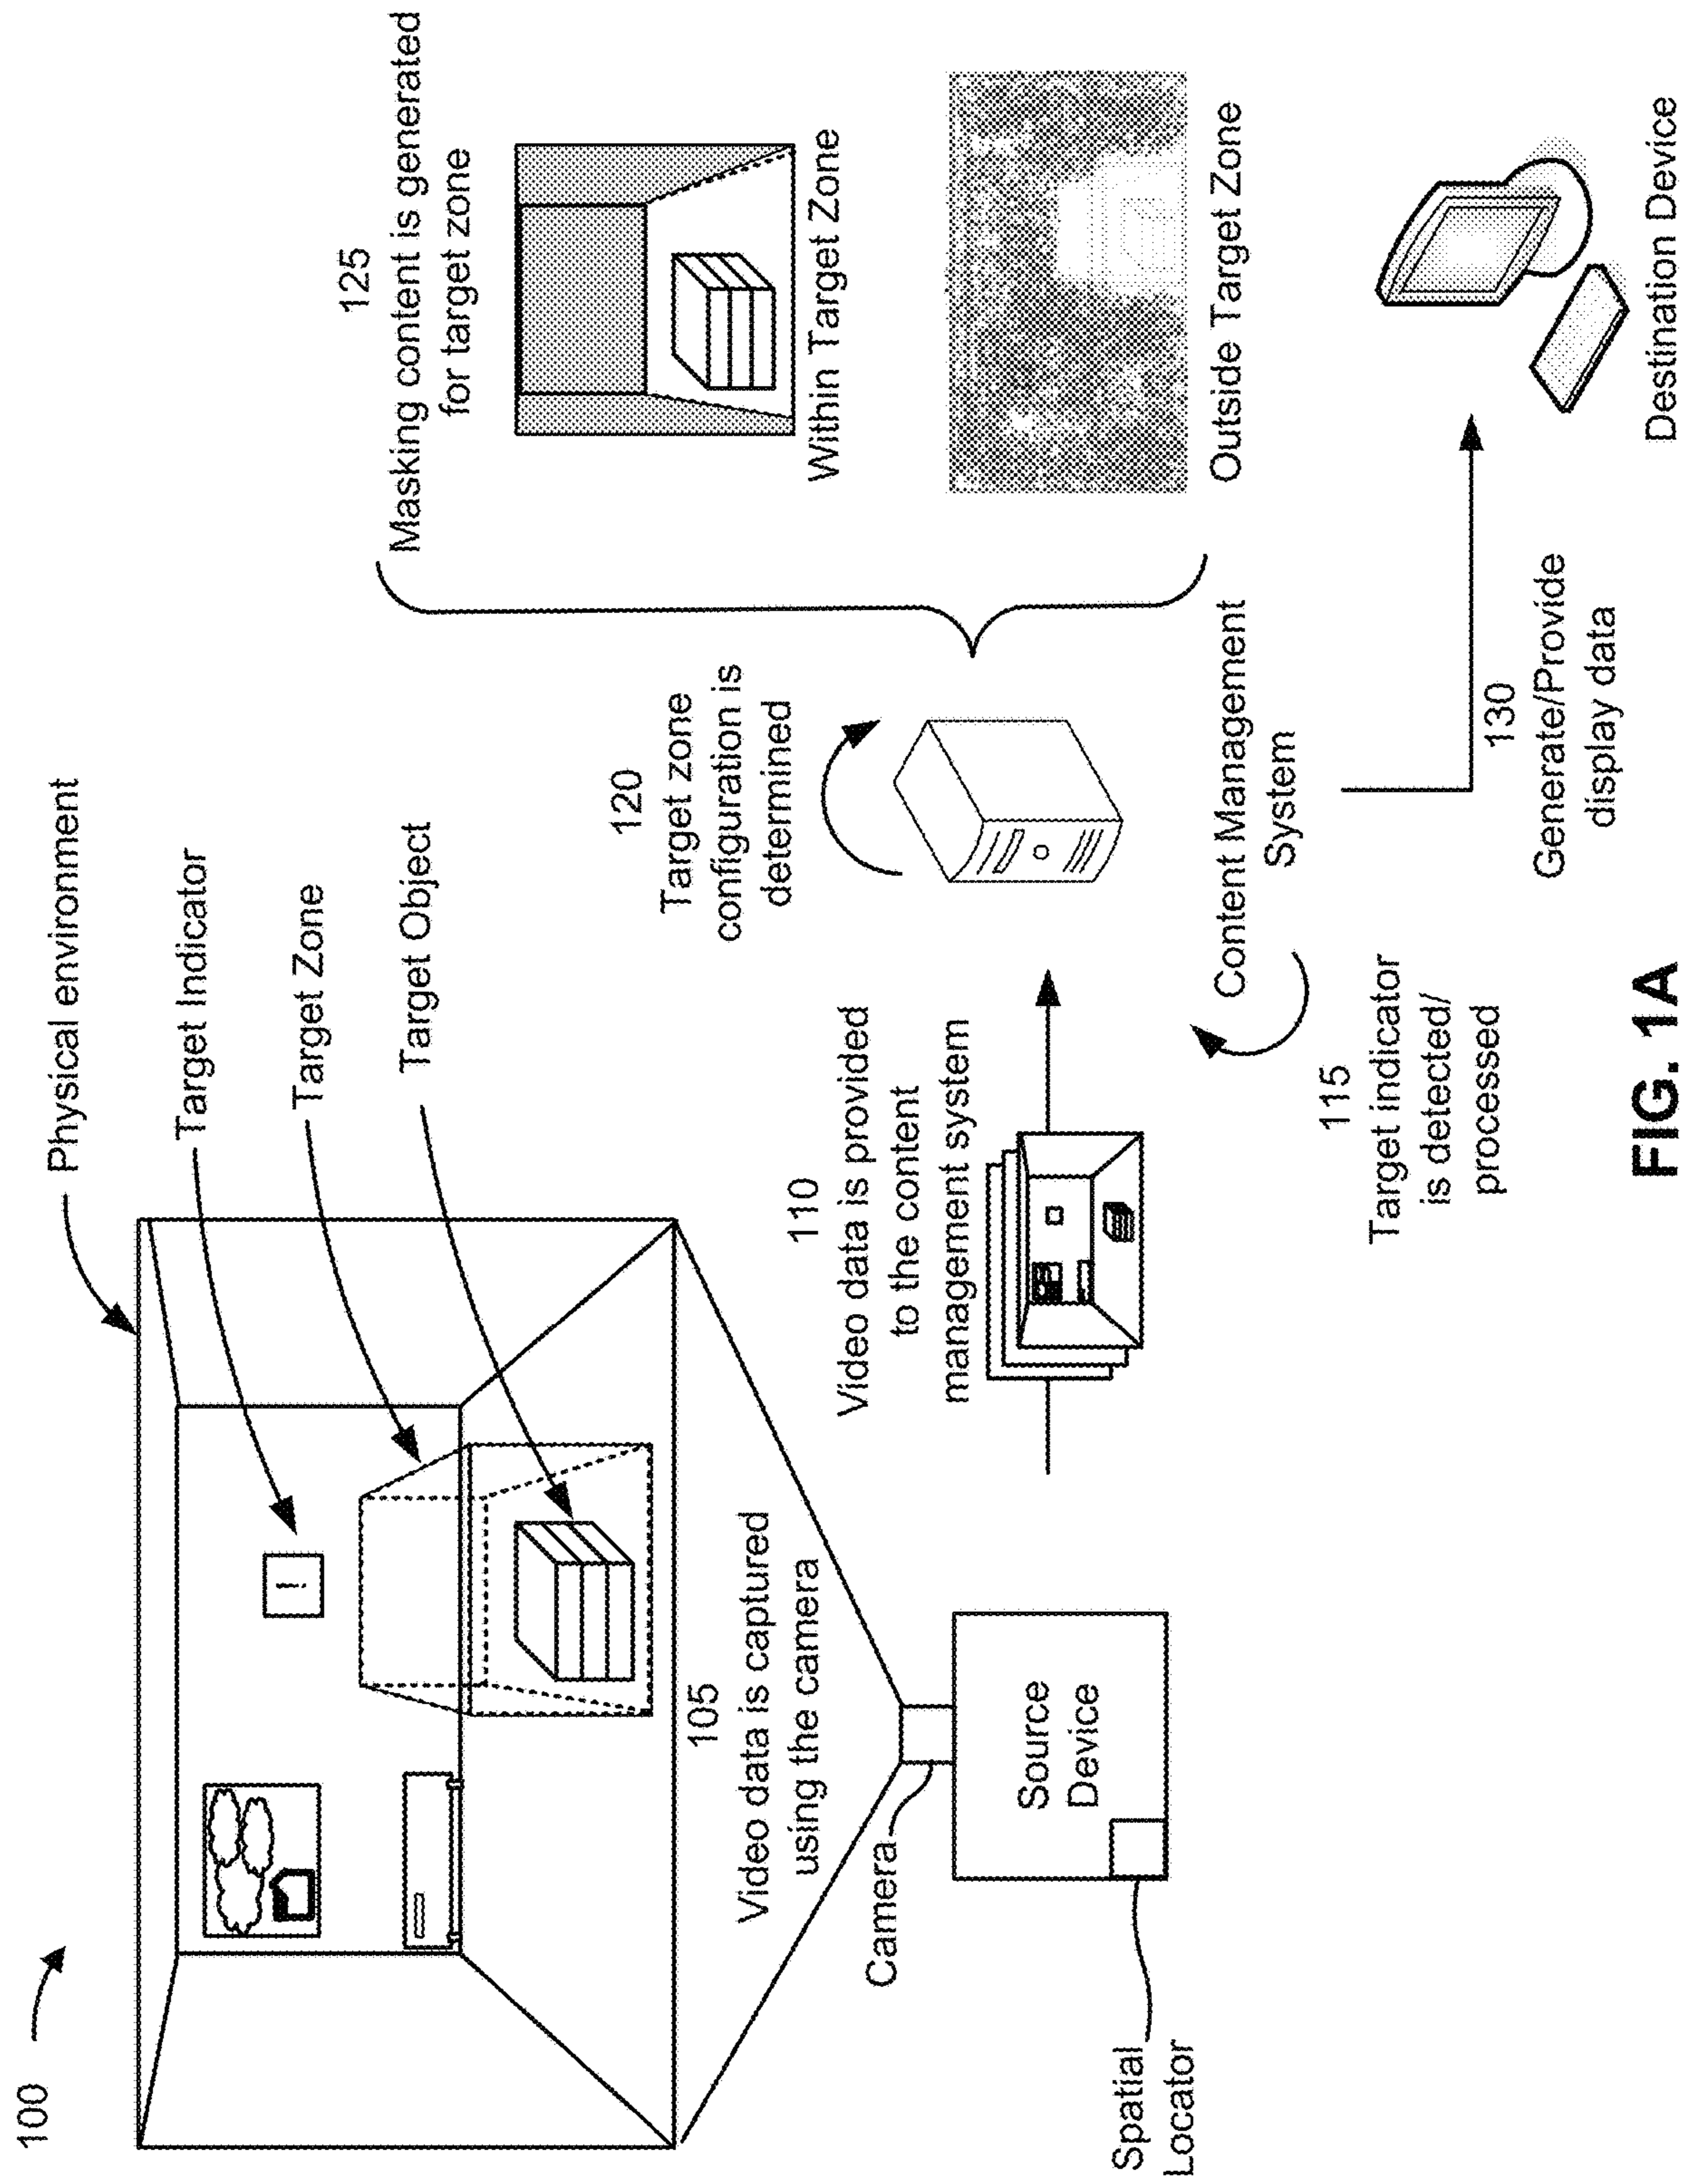 100
Physical environment
Target Indicator
Target Zone
Target Object
!
105
Video data is captured
using the camera
Camera
Source
Device
Spatial
Locator
110
Video data is provided
to the content
management system
115
Target indicator
is detected/
processed
120
Target zone
configuration is
determined
Content Management
System
125
Masking content is generated
for target zone
Within Target Zone
Outside Target Zone
130
Generate/Provide
display data
Destination Device
FIG. 1A